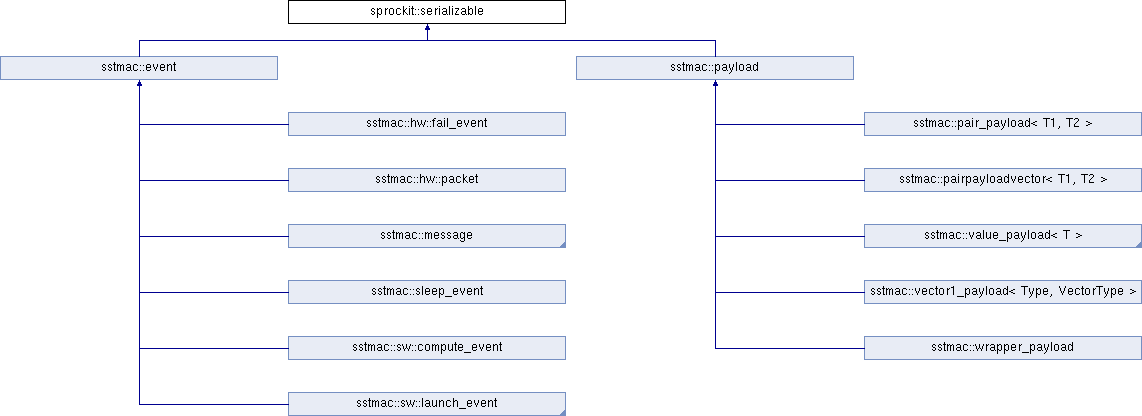 sprockit::serializable
sstmac::event
sstmac::payload
sstmac::hw::fail_event
sstmac::pair_payload< T1, T2 >
sstmac::hw::packet
sstmac::pairpayloadvector< T1, T2 >
sstmac::message
sstmac::value_payload< T >
sstmac::sleep_event
sstmac::vector1_payload< Type, VectorType >
sstmac::sw::compute_event
sstmac::wrapper_payload
sstmac::sw::launch_event